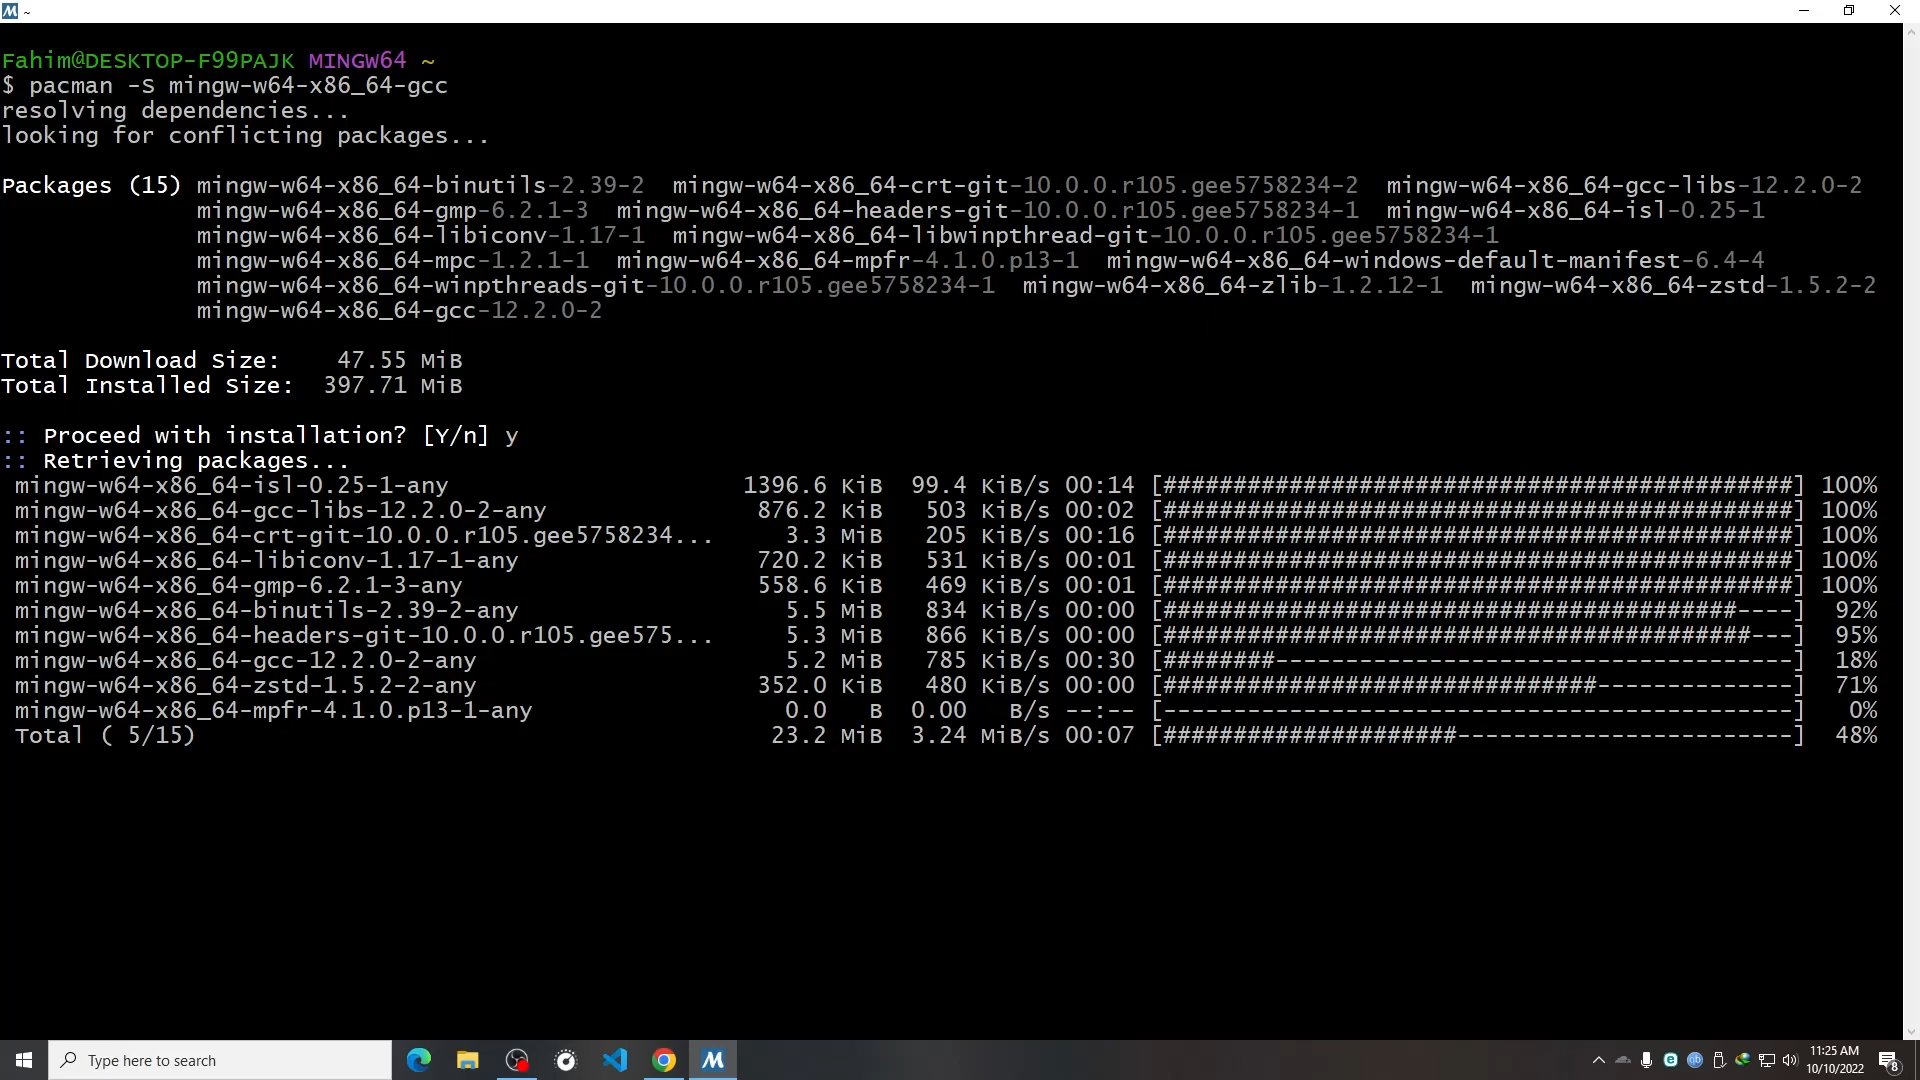 ~
Fahim@DESKTOP-F99PAJK MINGW64 ~
$ pacman -S mingw-w64-x86_64-gcc
resolving dependencies...
looking for conflicting packages...
Packages (15) mingw-w64-x86_64-binutils-2.39-2  mingw-w64-x86_64-crt-git-10.0.0.r105.gee5758234-2  mingw-w64-x86_64-gcc-libs-12.2.0-2
mingw-w64-x86_64-gmp-6.2.1-3  mingw-w64-x86_64-headers-git-10.0.0.r105.gee5758234-1  mingw-w64-x86_64-isl-0.25-1
mingw-w64-x86_64-libiconv-1.17-1  mingw-w64-x86_64-libwinpthread-git-10.0.0.r105.gee5758234-1
mingw-w64-x86_64-mpc-1.2.1-1  mingw-w64-x86_64-mpfr-4.1.0.p13-1  mingw-w64-x86_64-windows-default-manifest-6.4-4
mingw-w64-x86_64-winpthreads-git-10.0.0.r105.gee5758234-1  mingw-w64-x86_64-zlib-1.2.12-1  mingw-w64-x86_64-zstd-1.5.2-2
mingw-w64-x86_64-gcc-12.2.0-2
Total Download Size:    47.55 MiB
Total Installed Size:  397.71 MiB
:: Proceed with installation? [Y/n] y
:: Retrieving packages...
mingw-w64-x86_64-isl-0.25-1-any 1396.6 KiB 99.4 KiB/s 00:14 [#############################################] 100%
mingw-w64-x86_64-gcc-libs-12.2.0-2-any 876.2 KiB 503 KiB/s 00:02 [#############################################] 100%
mingw-w64-x86_64-crt-git-10.0.0.r105.gee5758234... 3.3 MiB 205 KiB/s 00:16 [#############################################] 100%
mingw-w64-x86_64-libiconv-1.17-1-any 720.2 KiB 531 KiB/s 00:01 [#############################################] 100%
mingw-w64-x86_64-gmp-6.2.1-3-any 558.6 KiB 469 KiB/s 00:01 [#############################################] 100%
mingw-w64-x86_64-binutils-2.39-2-any 5.5 MiB 834 KiB/s 00:00 [#########################################----] 92%
mingw-w64-x86_64-headers-git-10.0.0.r105.gee575... 5.3 MiB 866 KiB/s 00:00 [##########################################---] 95%
mingw-w64-x86_64-gcc-12.2.0-2-any 5.2 MiB 785 KiB/s 00:30 [########-------------------------------------] 18%
mingw-w64-x86_64-zstd-1.5.2-2-any 352.0 KiB 480 KiB/s 00:00 [###############################--------------] 71%
mingw-w64-x86_64-mpfr-4.1.0.p13-1-any 0.0 B 0.00 B/s --:-- [---------------------------------------------] 0%
Total ( 5/15) 23.2 MiB 3.24 MiB/s 00:07 [#####################------------------------] 48%
Type here to search
11:25 AM
10/10/2022
8